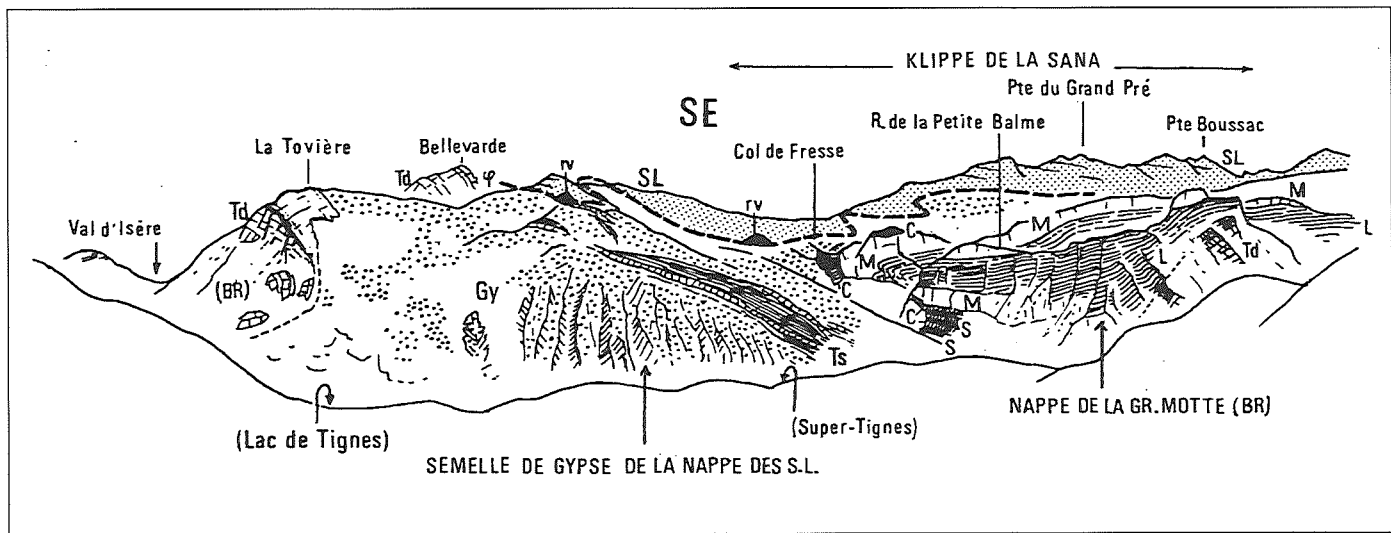 KLIPPE DE LA SANA
Pte du Grand Pré
SE
R. de la Petite Balme
La Tovière
Bellevarde
Col de Fresse
Pte Boussac
rv
Td
φ
SL
SL
Td
rv
M
Val d'Isère
C
M
M
L
(BR)
L
Td
Gy
C
M
C
S
S
Ts
NAPPE DE LA GR. MOTTE (BR)
(Lac de Tignes)
(Super-Tignes)
SEMELLE DE GYPSE DE LA NAPPE DES S.L.